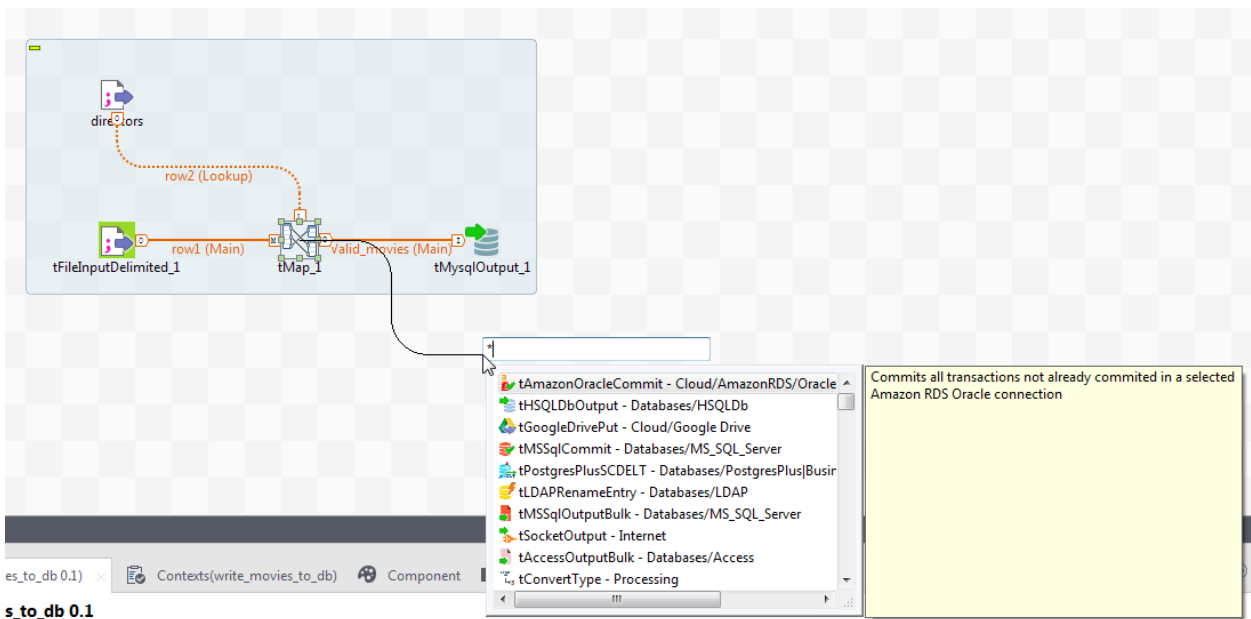 directors
row2 (Lookup)
row1 (Main)
Valid_movies (Main)
tFileInputDelimited_1
tMap_1
tMysqlOutput_1
*
tAmazonOracleCommit - Cloud/AmazonRDS/Oracle
tHSQLDbOutput - Databases/HSQLDb
tGoogleDrivePut - Cloud/Google Drive
tMSSqlCommit - Databases/MS_SQL_Server
tPostgresPlusSCDELT - Databases/PostgresPlus|Busir
tLDAPRenameEntry - Databases/LDAP
tMSSqlOutputBulk - Databases/MS_SQL_Server
tSocketOutput - Internet
tAccessOutputBulk - Databases/Access
tConvertType - Processing
Commits all transactions not already commited in a selected
Amazon RDS Oracle connection
es_to_db 0.1)
Contexts(write_movies_to_db)
Component
s_to_db 0.1